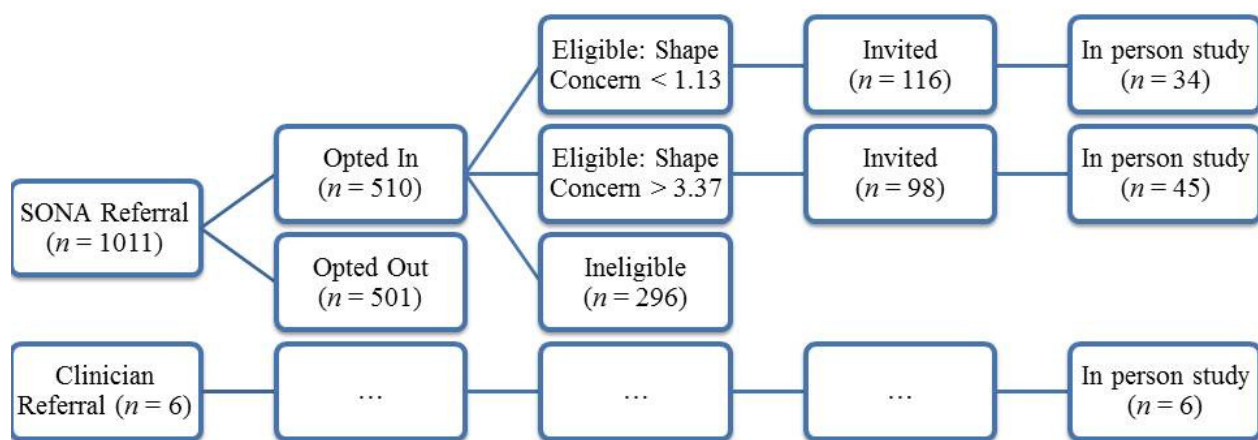 Eligible: Shape
Concern < 1.13
Invited
(n = 116)
In person study
(n = 34)
Opted In
(n = 510)
Eligible: Shape
Concern > 3.37
Invited
(n = 98)
In person study
(n = 45)
SONA Referral
(n = 1011)
Opted Out
(n = 501)
Ineligible
(n = 296)
Clinician
Referral (n = 6)
...
...
...
In person study
(n = 6)